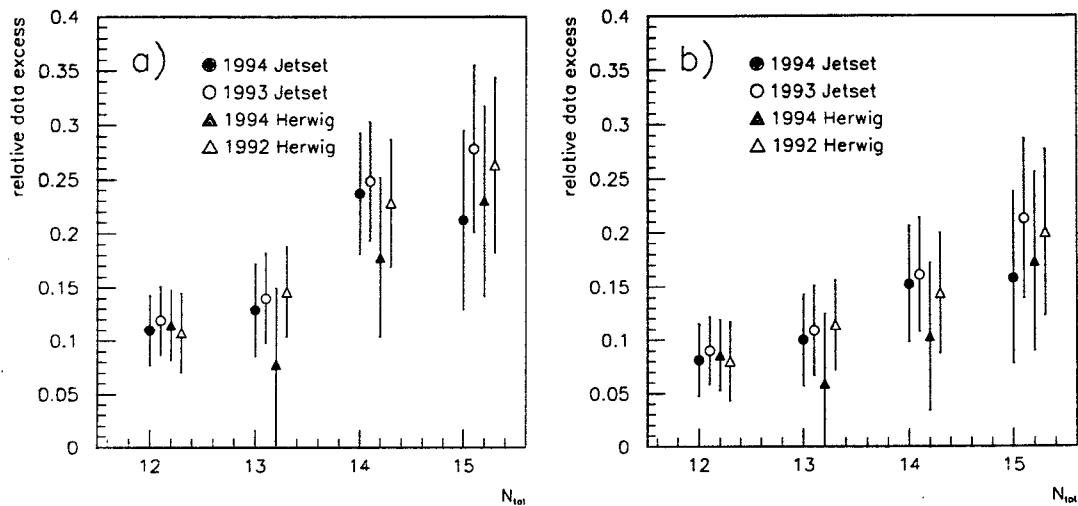 relative data excess
0.4
0.35
0.3
0.25
0.2
0.15
0.1
0.05
0
a)
1994 Jetset
1993 Jetset
1994 Herwig
1992 Herwig
12
13
14
15
N_tot
relative data excess
0.4
0.35
0.3
0.25
0.2
0.15
0.1
0.05
0
b)
1994 Jetset
1993 Jetset
1994 Herwig
1992 Herwig
12
13
14
15
N_tot